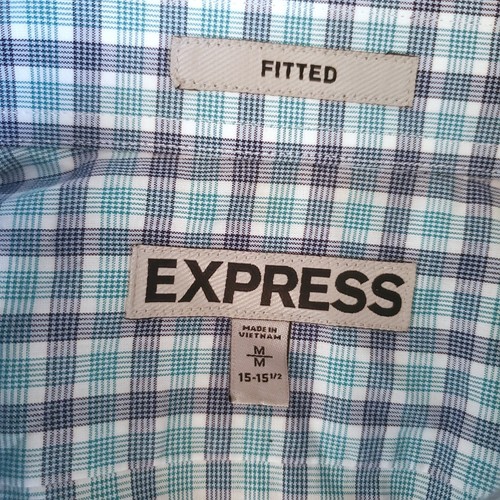 FITTED
EXPRESS
MADE IN
VIETNAM
M
M
15-15 1/2